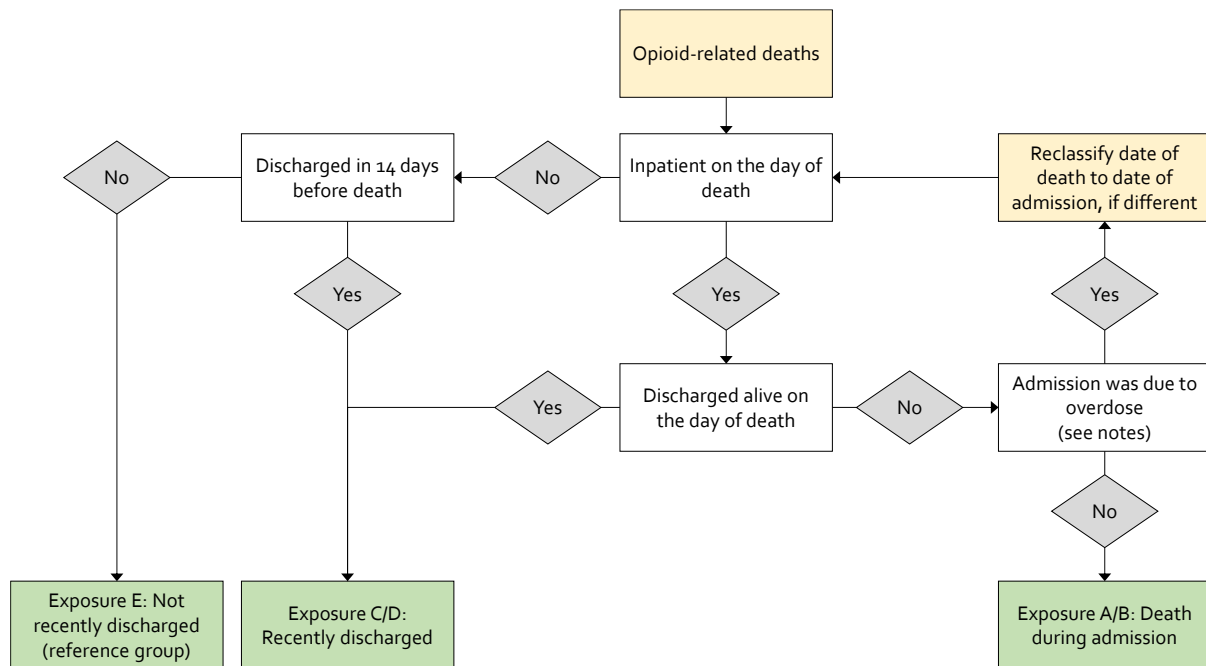 Opioid-related deaths
No
Discharged in 14 days
before death
No
Inpatient on the day of
death
Reclassify date of
death to date of
admission, if different
Yes
Yes
Yes
Yes
Discharged alive on
the day of death
No
Admission was due to
overdose
(see notes)
No
Exposure E: Not
recently discharged
(reference group)
Exposure C/D:
Recently discharged
Exposure A/B: Death
during admission